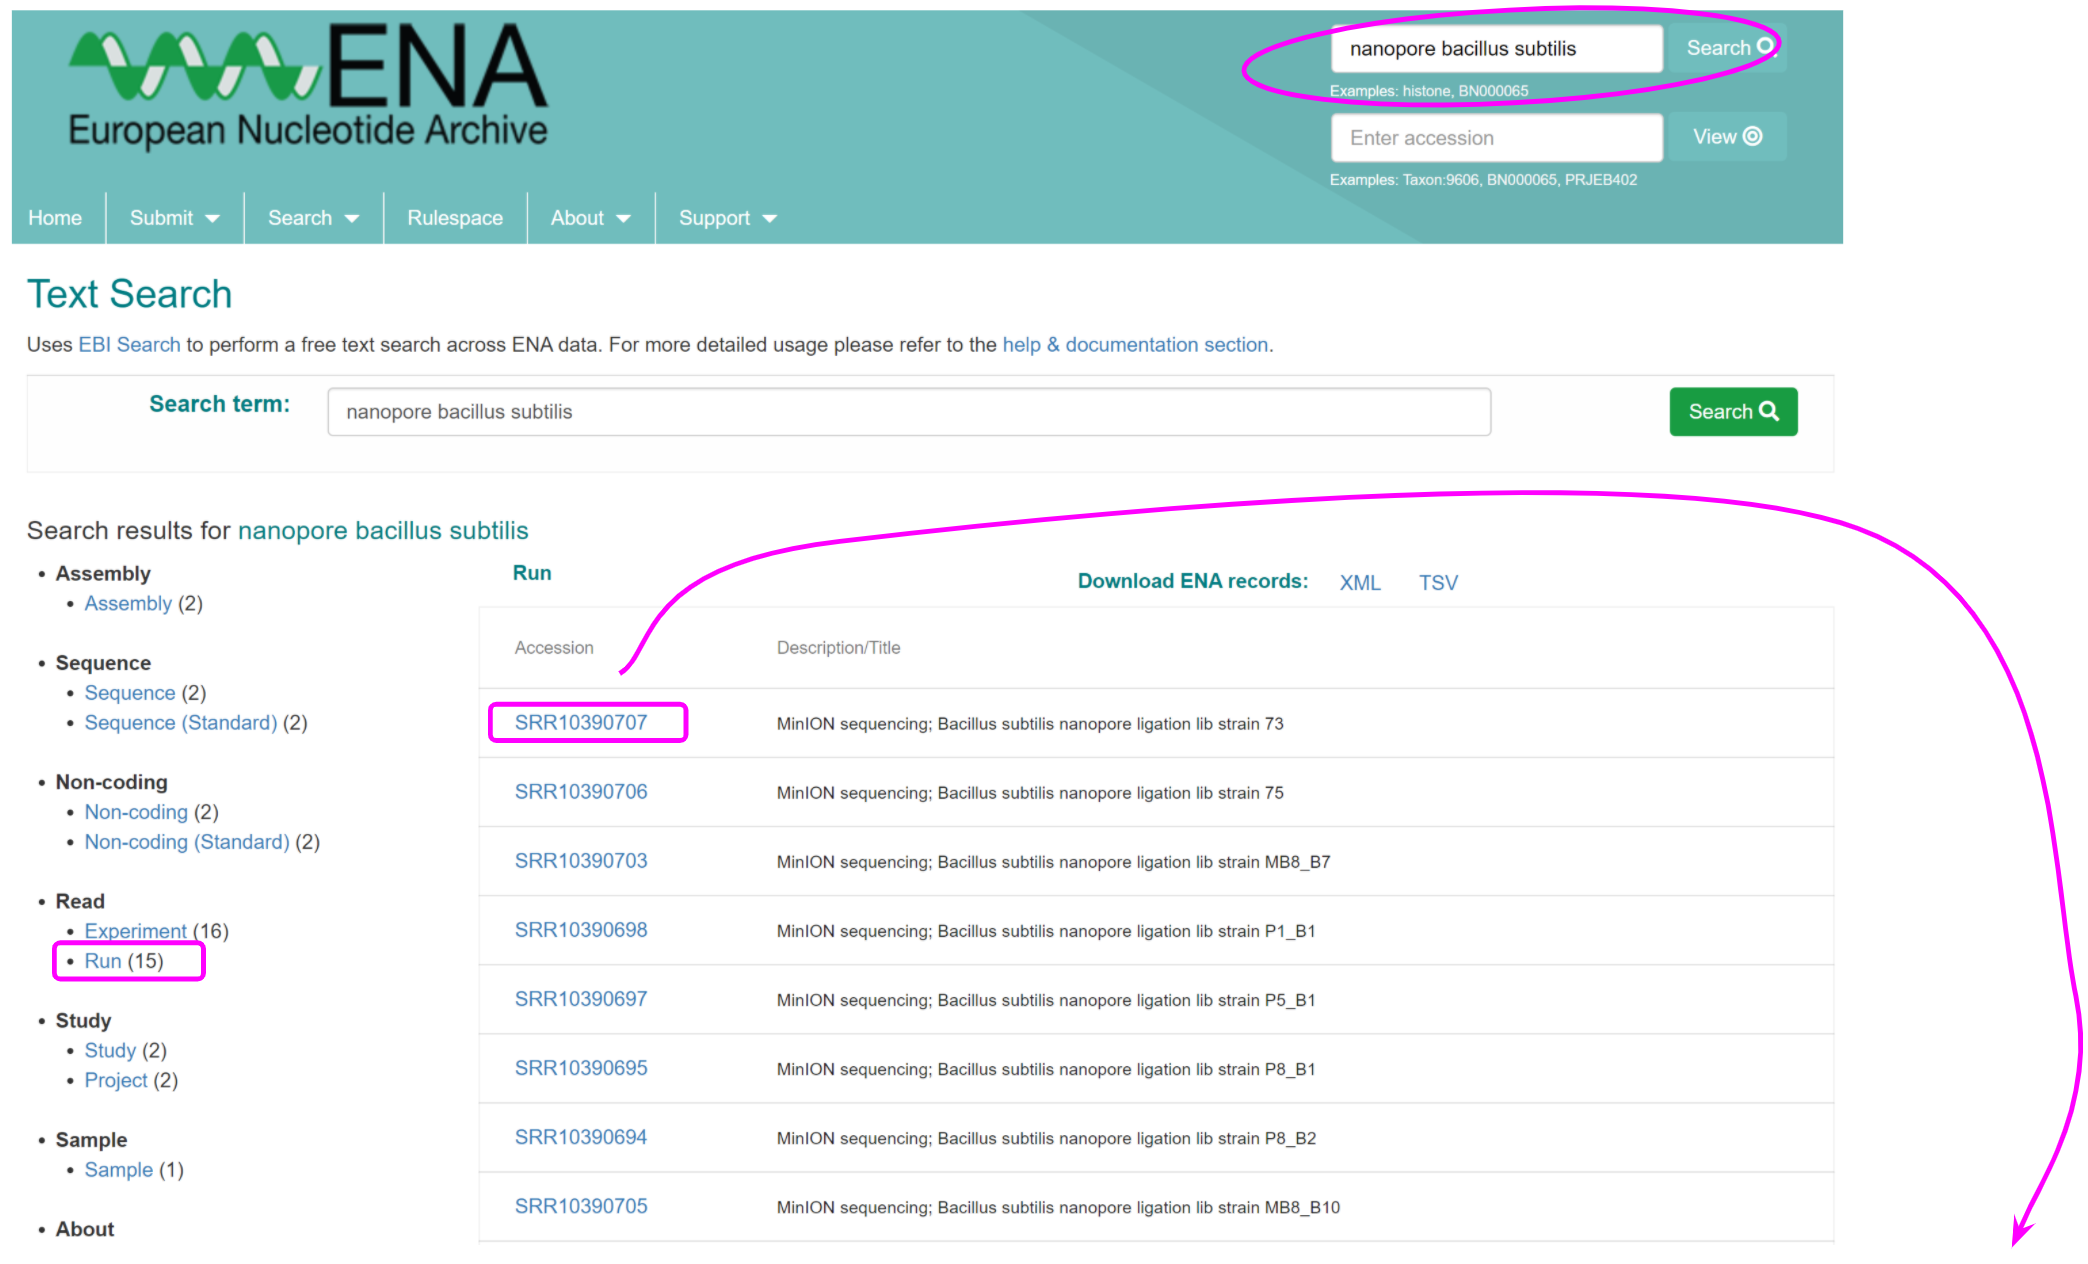 ENA
European Nucleotide Archive
nanopore bacillus subtilis
Search
Examples: histone, BN000065
Enter accession
View
Examples: Taxon:9606, BN000065, PRJEB402
Home
Submit
Search
Rulespace
About
Support
Text Search
Uses EBI Search to perform a free text search across ENA data. For more detailed usage please refer to the help & documentation section.
Search term:
nanopore bacillus subtilis
Search
Search results for nanopore bacillus subtilis
Assembly
Assembly (2)
Sequence
Sequence (2)
Sequence (Standard) (2)
Non-coding
Non-coding (2)
Non-coding (Standard) (2)
Read
Experiment (16)
Run (15)
Study
Study (2)
Project (2)
Sample
Sample (1)
About
Run
Download ENA records: XML TSV
Accession Description/Title
SRR10390707 MinION sequencing; Bacillus subtilis nanopore ligation lib strain 73
SRR10390706 MinION sequencing; Bacillus subtilis nanopore ligation lib strain 75
SRR10390703 MinION sequencing; Bacillus subtilis nanopore ligation lib strain MB8_B7
SRR10390698 MinION sequencing; Bacillus subtilis nanopore ligation lib strain P1_B1
SRR10390697 MinION sequencing; Bacillus subtilis nanopore ligation lib strain P5_B1
SRR10390695 MinION sequencing; Bacillus subtilis nanopore ligation lib strain P8_B1
SRR10390694 MinION sequencing; Bacillus subtilis nanopore ligation lib strain P8_B2
SRR10390705 MinION sequencing; Bacillus subtilis nanopore ligation lib strain MB8_B10